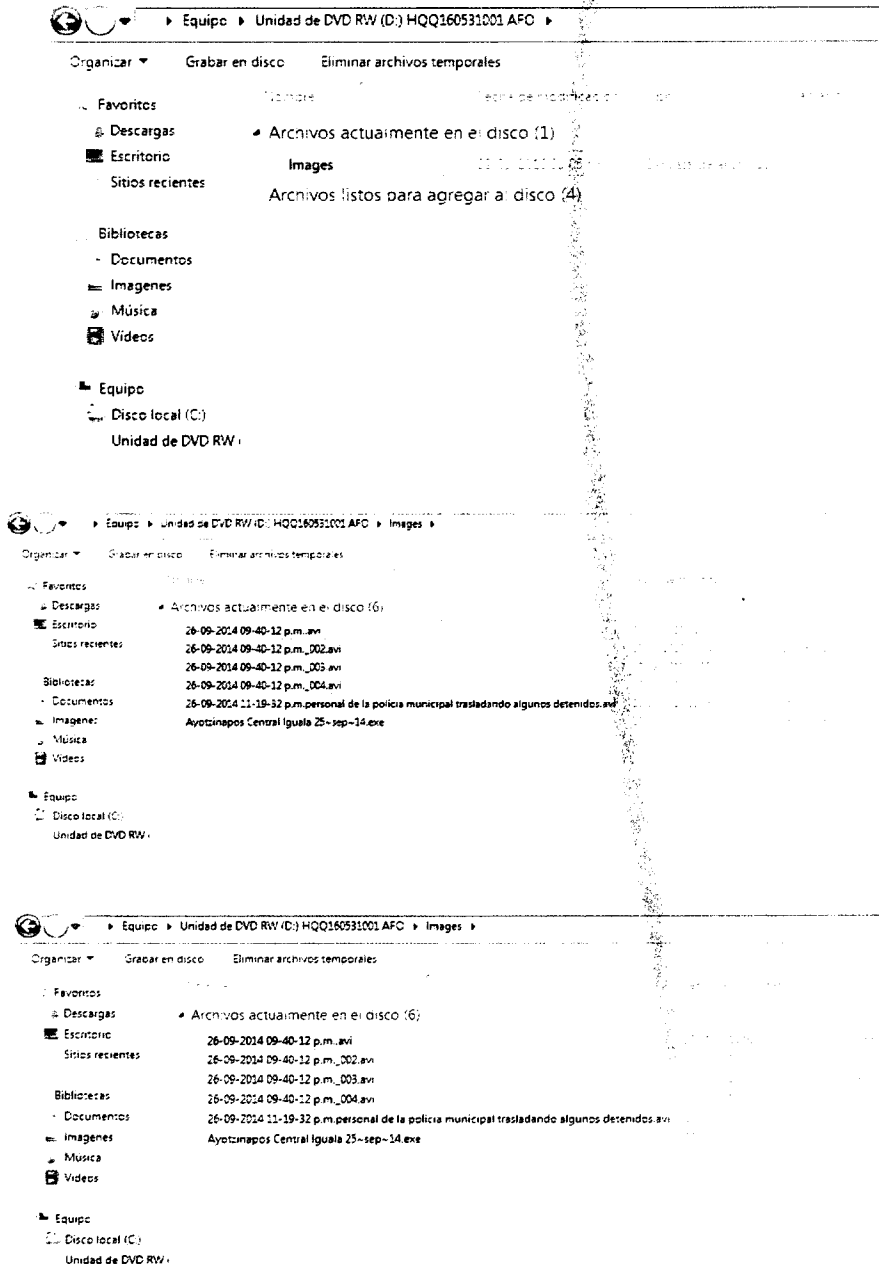 Equipo ▸ Unidad de DVD RW (D:) HQQ160531001 AFO ▸
Organizar Grabar en disco Eliminar archivos temporales
Nombre
Favoritos
Descargas
Archivos actualmente en el disco (1)
Escritorio
Images
Sitios recientes
Archivos listos para agregar al disco (4)
Bibliotecas
Documentos
Imagenes
Música
Vídeos
Equipo
Disco local (C:)
Unidad de DVD RW
Equipo ▸ Unidad de DVD RW (D:) HQQ160531001 AFO ▸ Images ▸
Organizar Grabar en disco Eliminar archivos temporales
Favoritos
Descargas
Archivos actualmente en el disco (6)
Escritorio
26-09-2014 09-40-12 p.m..avi
Sitios recientes
26-09-2014 09-40-12 p.m._002.avi
26-09-2014 09-40-12 p.m._003.avi
Bibliotecas
26-09-2014 09-40-12 p.m._004.avi
Documentos
26-09-2014 11-19-32 p.m.personal de la policia municipal trasladando algunos detenidos.avi
Imagenes
Ayotzinapos Central Iguala 25~sep~14.exe
Música
Videos
Equipo
Disco local (C:)
Unidad de DVD RW
Equipo ▸ Unidad de DVD RW (D:) HQQ160531001 AFO ▸ Images ▸
Organizar Grabar en disco Eliminar archivos temporales
Favoritos
Descargas
Archivos actualmente en el disco (6)
Escritorio
26-09-2014 09-40-12 p.m..avi
Sitios recientes
26-09-2014 09-40-12 p.m._002.avi
26-09-2014 09-40-12 p.m._003.avi
Bibliotecas
26-09-2014 09-40-12 p.m._004.avi
Documentos
26-09-2014 11-19-32 p.m.personal de la policia municipal trasladando algunos detenidos.avi
Imagenes
Ayotzinapos Central Iguala 25~sep~14.exe
Música
Videos
Equipo
Disco local (C:)
Unidad de DVD RW